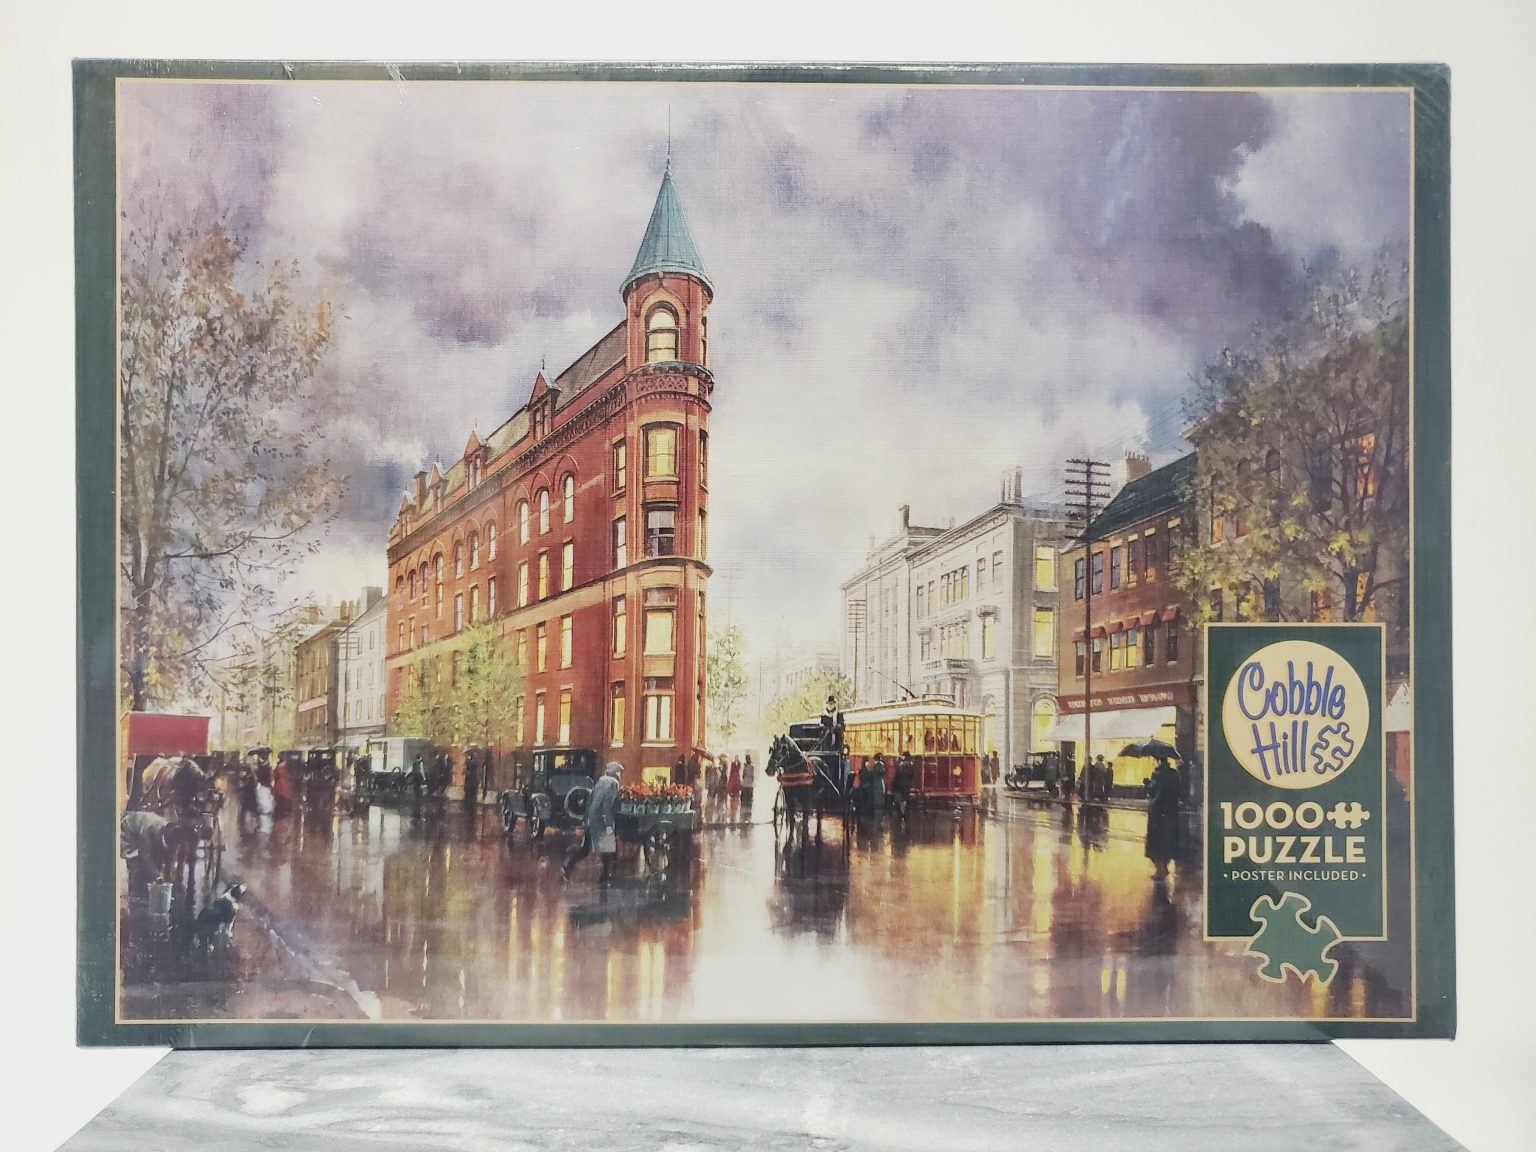 Cobble
Hill
1000
PUZZLE
• POSTER INCLUDED •